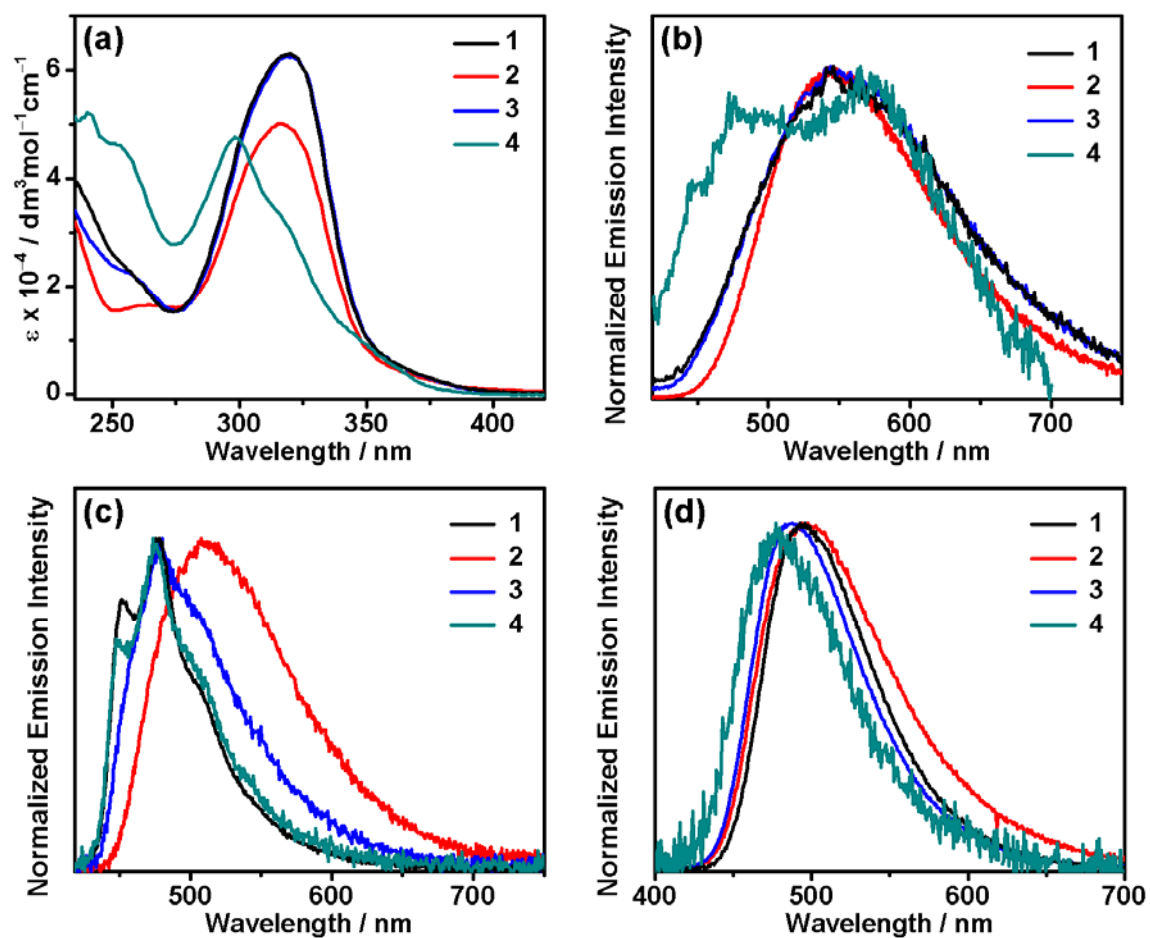 (a)
1
2
3
4
ε x 10⁻⁴ / dm³mol⁻¹cm⁻¹
6
4
2
0
250 300 350 400
Wavelength / nm
(b)
1
2
3
4
Normalized Emission Intensity
500 600 700
Wavelength / nm
(c)
1
2
3
4
Normalized Emission Intensity
500 600 700
Wavelength / nm
(d)
1
2
3
4
Normalized Emission Intensity
400 500 600 700
Wavelength / nm